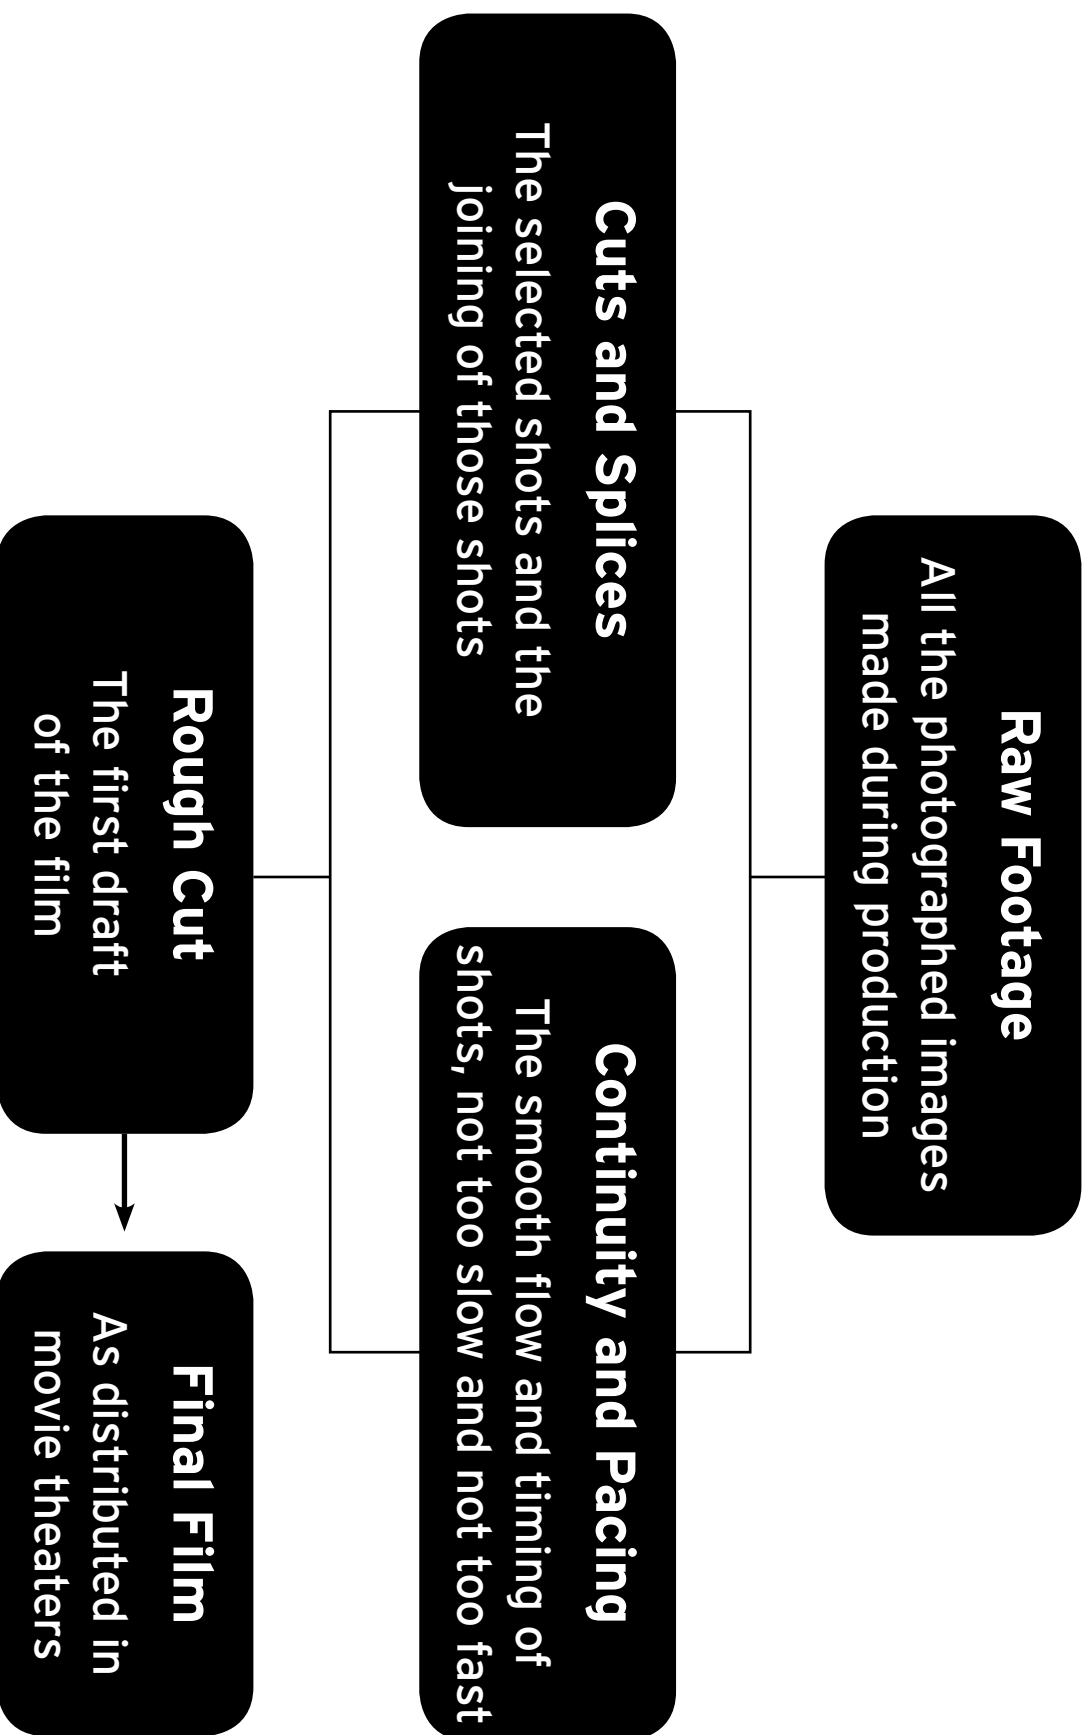 Raw Footage
All the photographed images
made during production
Cuts and Splices
The selected shots and the
joining of those shots
Continuity and Pacing
The smooth flow and timing of
shots, not too slow and not too fast
Rough Cut
The first draft
of the film
Final Film
As distributed in
movie theaters